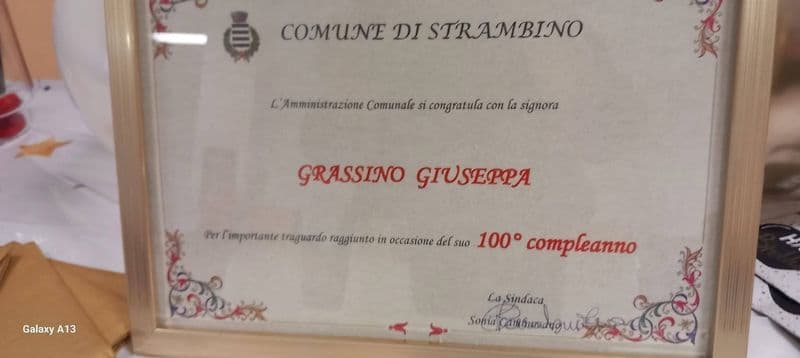 COMUNE DI STRAMBINO
L'Amministrazione Comunale si congratula con la signora
GRASSINO GIUSEPPA
Per l'importante traguardo raggiunto in occasione del suo 100° compleanno
La Sindaca
Sonia
Galaxy A13